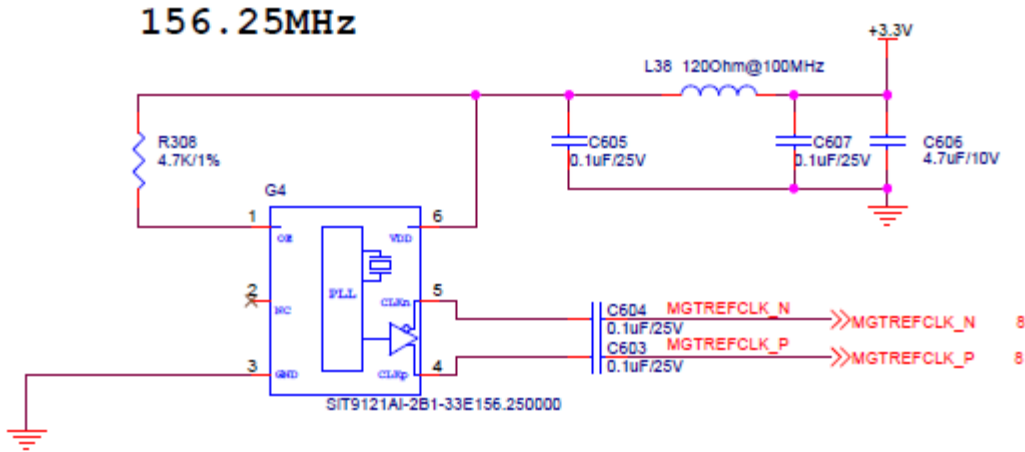 156.25MHz
+3.3V
L38 120Ohm@100MHz
R308
4.7K/1%
C605
0.1uF/25V
C607
0.1uF/25V
C606
4.7uF/10V
G4
1
OE
6
VDD
2
NC
PLL
5
CLKn
3
GND
4
CLKp
SIT9121AI-2B1-33E156.250000
C604
0.1uF/25V
MGTREFCLK_N
MGTREFCLK_N 8
C603
0.1uF/25V
MGTREFCLK_P
MGTREFCLK_P 8